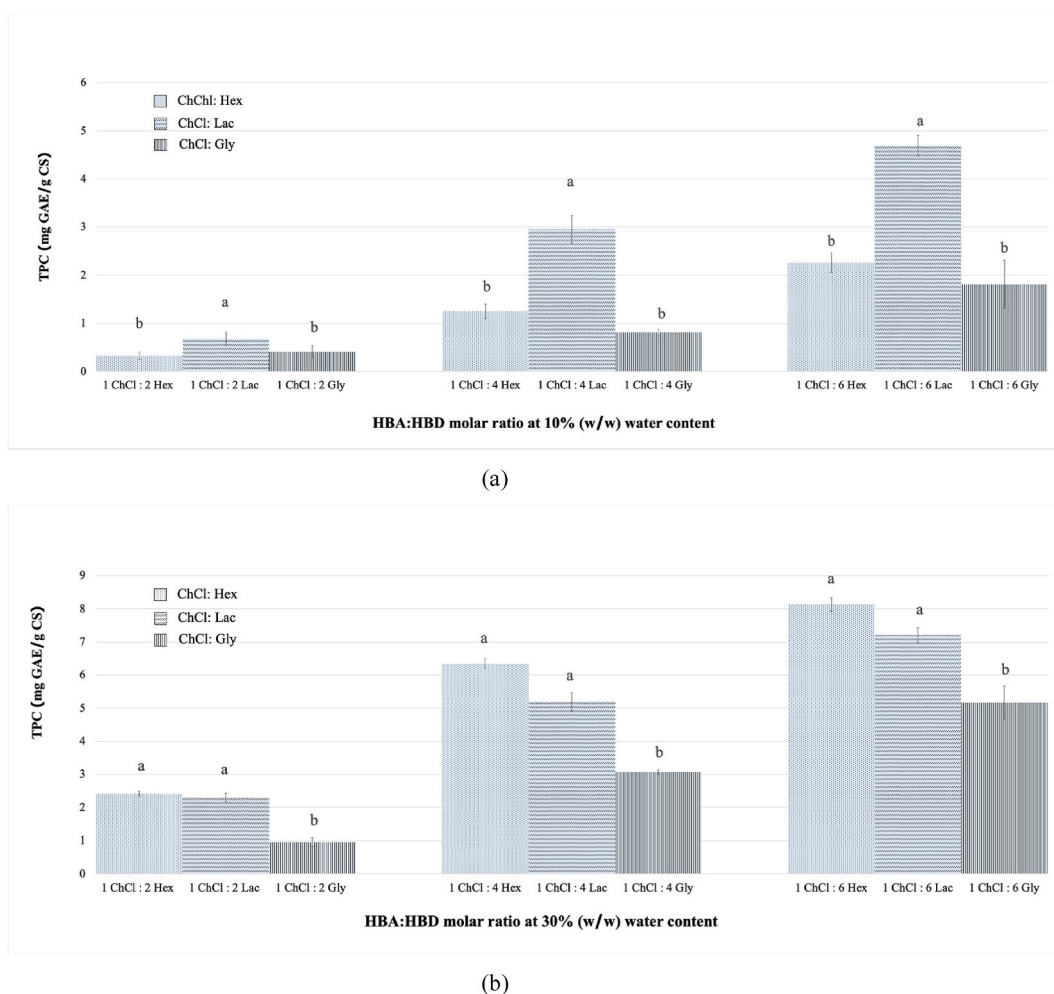 6
5
4
3
2
1
0
TPC (mg GAE/g CS)
ChChl: Hex
ChCl: Lac
ChCl: Gly
b
a
b
b
a
b
b
a
b
1 ChCl : 2 Hex
1 ChCl : 2 Lac
1 ChCl : 2 Gly
1 ChCl : 4 Hex
1 ChCl : 4 Lac
1 ChCl : 4 Gly
1 ChCl : 6 Hex
1 ChCl : 6 Lac
1 ChCl : 6 Gly
HBA:HBD molar ratio at 10% (w/w) water content
(a)
9
8
7
6
5
4
3
2
1
0
TPC (mg GAE/g CS)
ChCl: Hex
ChCl: Lac
ChCl: Gly
a
a
b
a
a
b
a
a
b
1 ChCl : 2 Hex
1 ChCl : 2 Lac
1 ChCl : 2 Gly
1 ChCl : 4 Hex
1 ChCl : 4 Lac
1 ChCl : 4 Gly
1 ChCl : 6 Hex
1 ChCl : 6 Lac
1 ChCl : 6 Gly
HBA:HBD molar ratio at 30% (w/w) water content
(b)